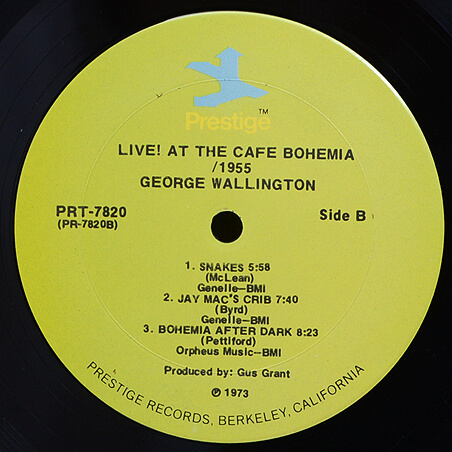 Prestige™
LIVE! AT THE CAFE BOHEMIA
/1955
GEORGE WALLINGTON
PRT-7820
(PR-7820B)
Side B
1. SNAKES 5:58
(McLean)
Genelle—BMI
2. JAY MAC'S CRIB 7:40
(Byrd)
Genelle—BMI
3. BOHEMIA AFTER DARK 8:23
(Pettiford)
Orpheus Music—BMI
Produced by: Gus Grant
℗ 1973
PRESTIGE RECORDS, BERKELEY, CALIFORNIA